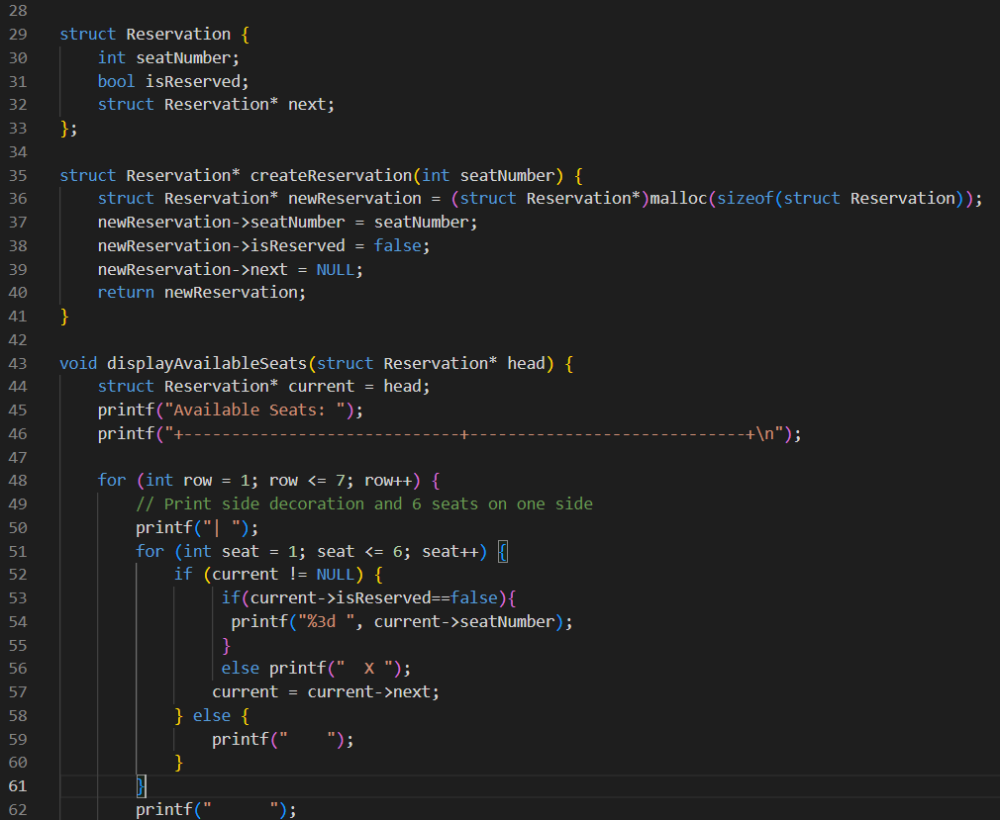 28
29 struct Reservation {
30     int seatNumber;
31     bool isReserved;
32     struct Reservation* next;
33 };
34
35 struct Reservation* createReservation(int seatNumber) {
36     struct Reservation* newReservation = (struct Reservation*)malloc(sizeof(struct Reservation));
37     newReservation->seatNumber = seatNumber;
38     newReservation->isReserved = false;
39     newReservation->next = NULL;
40     return newReservation;
41 }
42
43 void displayAvailableSeats(struct Reservation* head) {
44     struct Reservation* current = head;
45     printf("Available Seats: ");
46     printf("+-----------------------------+-----------------------------+\n");
47
48     for (int row = 1; row <= 7; row++) {
49         // Print side decoration and 6 seats on one side
50         printf("| ");
51         for (int seat = 1; seat <= 6; seat++) {
52             if (current != NULL) {
53                  if(current->isReserved==false){
54                   printf("%3d ", current->seatNumber);
55                  }
56                  else printf("  X ");
57                 current = current->next;
58             } else {
59                 printf("    ");
60             }
61         }
62         printf("      ");